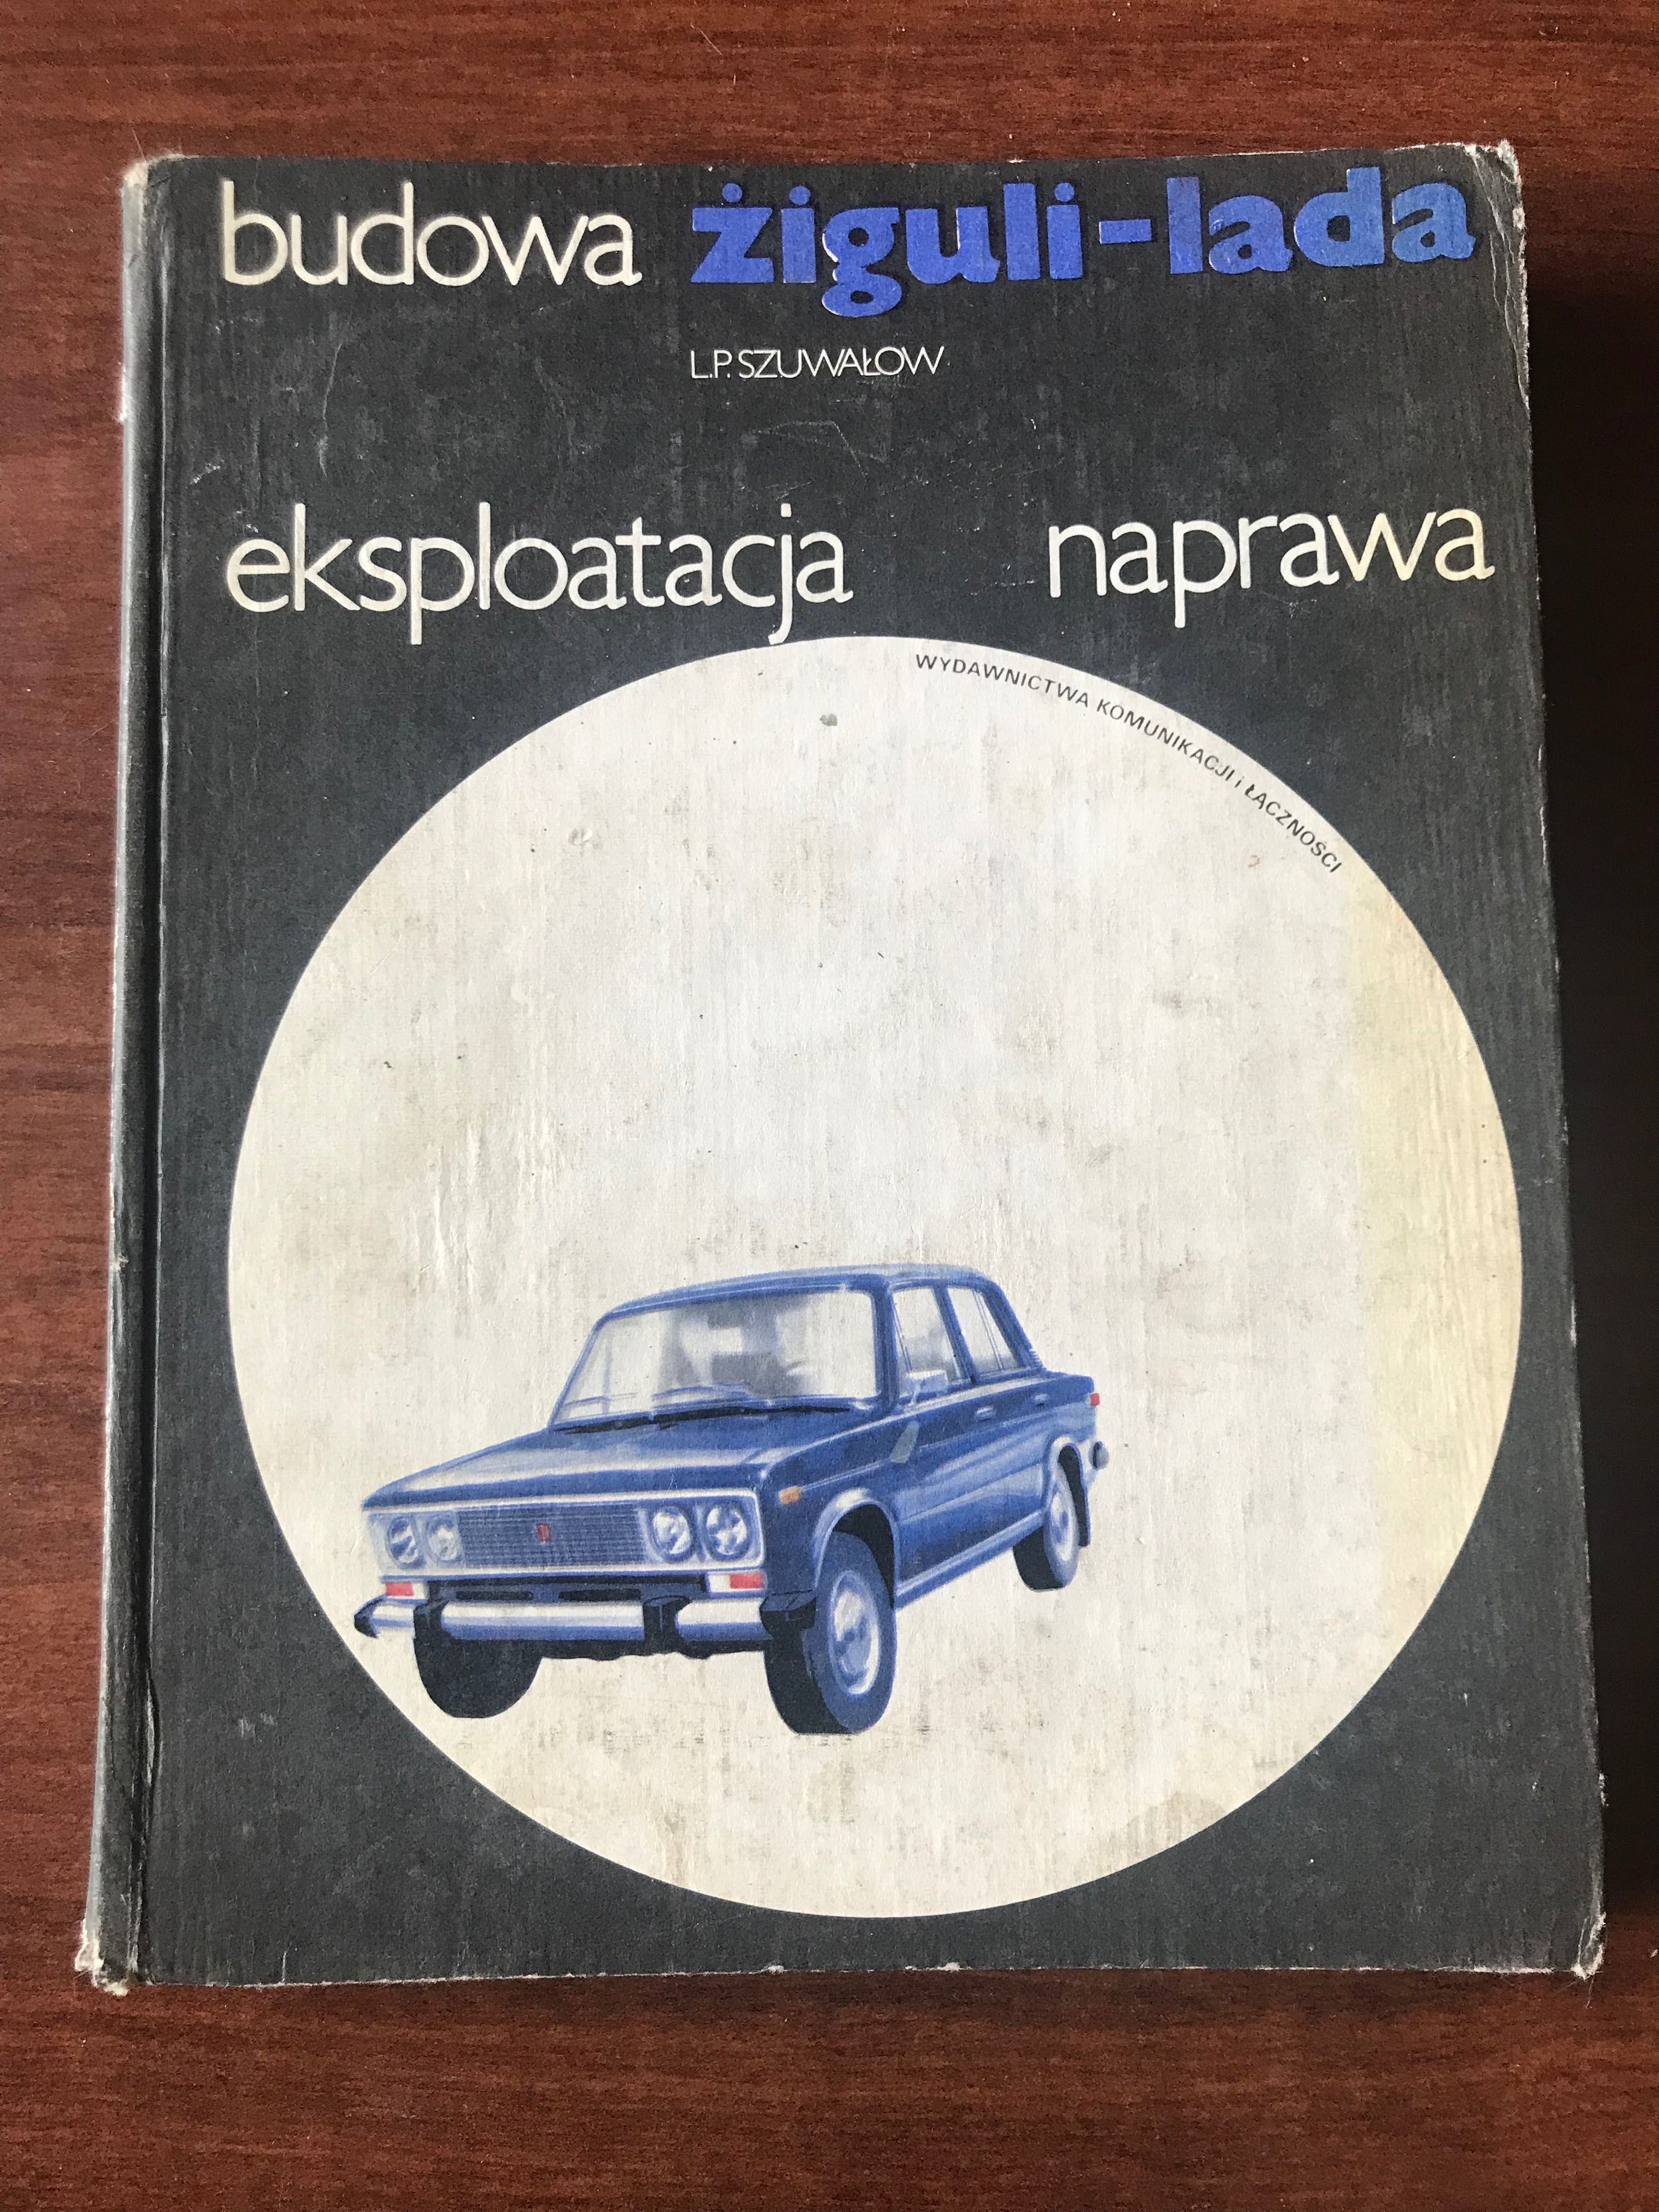 budowa żiguli-lada
L.P. SZUWAŁOW
eksploatacja naprawa
WYDAWNICTWA KOMUNIKACJI i ŁĄCZNOŚCI